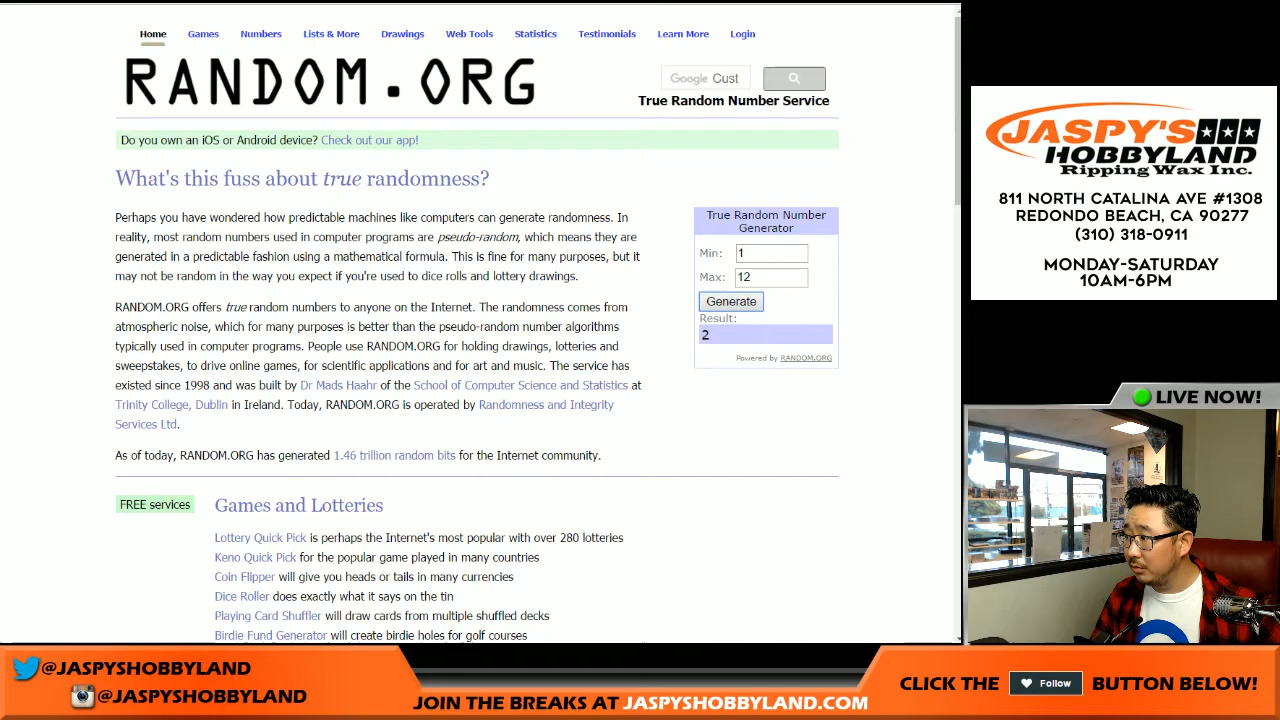 Home Games Numbers Lists & More Drawings Web Tools Statistics Testimonials Learn More Login
RANDOM.ORG
Google Cust
True Random Number Service
Do you own an iOS or Android device? Check out our app!
What's this fuss about true randomness?
Perhaps you have wondered how predictable machines like computers can generate randomness. In
reality, most random numbers used in computer programs are pseudo-random, which means they are
generated in a predictable fashion using a mathematical formula. This is fine for many purposes, but it
may not be random in the way you expect if you're used to dice rolls and lottery drawings.
RANDOM.ORG offers true random numbers to anyone on the Internet. The randomness comes from
atmospheric noise, which for many purposes is better than the pseudo-random number algorithms
typically used in computer programs. People use RANDOM.ORG for holding drawings, lotteries and
sweepstakes, to drive online games, for scientific applications and for art and music. The service has
existed since 1998 and was built by Dr Mads Haahr of the School of Computer Science and Statistics at
Trinity College, Dublin in Ireland. Today, RANDOM.ORG is operated by Randomness and Integrity
Services Ltd.
As of today, RANDOM.ORG has generated 1.46 trillion random bits for the Internet community.
True Random Number
Generator
Min: 1
Max: 12
Generate
Result:
2
Powered by RANDOM.ORG
FREE services
Games and Lotteries
Lottery Quick Pick is perhaps the Internet's most popular with over 280 lotteries
Keno Quick Pick for the popular game played in many countries
Coin Flipper will give you heads or tails in many currencies
Dice Roller does exactly what it says on the tin
Playing Card Shuffler will draw cards from multiple shuffled decks
Birdie Fund Generator will create birdie holes for golf courses
JASPY'S
HOBBYLAND
Ripping Wax Inc.
811 NORTH CATALINA AVE #1308
REDONDO BEACH, CA 90277
(310) 318-0911
MONDAY-SATURDAY
10AM-6PM
LIVE NOW!
@JASPYSHOBBYLAND
@JASPYSHOBBYLAND
JOIN THE BREAKS AT JASPYSHOBBYLAND.COM
CLICK THE Follow BUTTON BELOW!